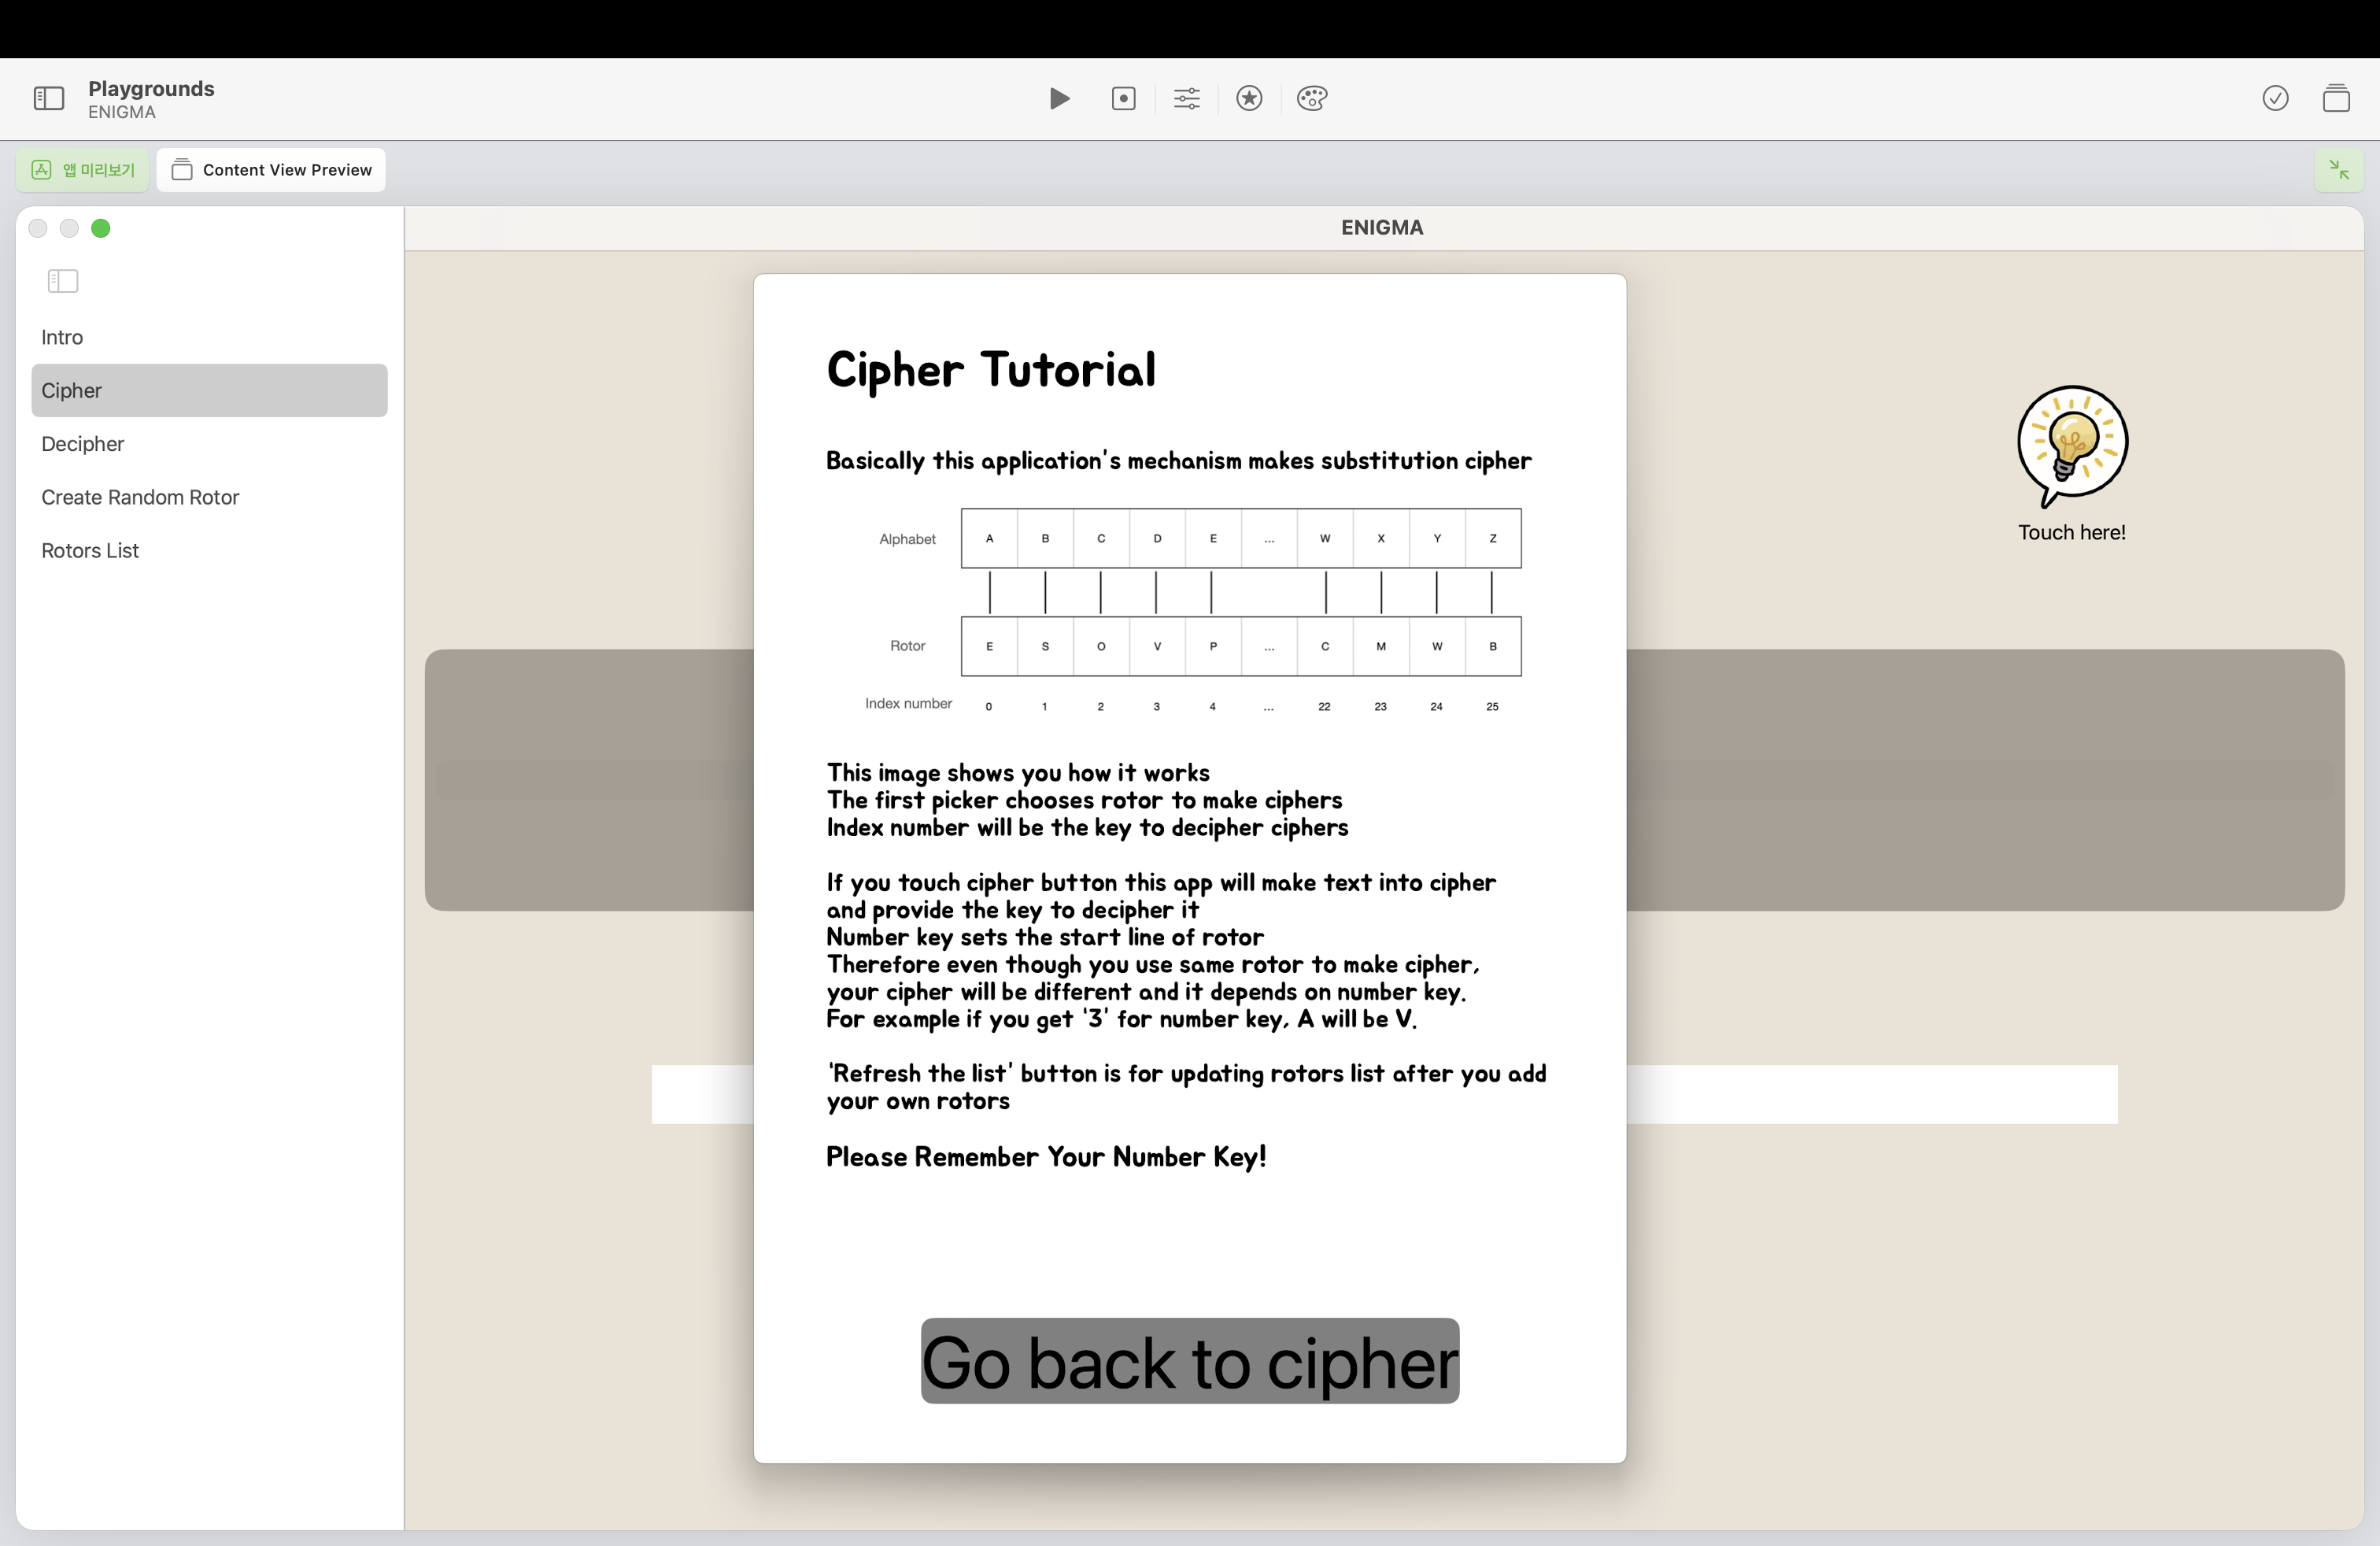 Playgrounds
ENIGMA
앱 미리보기
Content View Preview
ENIGMA
Intro
Cipher
Decipher
Create Random Rotor
Rotors List
Touch here!
Cipher Tutorial
Basically this application's mechanism makes substitution cipher
Alphabet A B C D E ... W X Y Z
Rotor E S O V P ... C M W B
Index number 0 1 2 3 4 ... 22 23 24 25
This image shows you how it works
The first picker chooses rotor to make ciphers
Index number will be the key to decipher ciphers
If you touch cipher button this app will make text into cipher
and provide the key to decipher it
Number key sets the start line of rotor
Therefore even though you use same rotor to make cipher,
your cipher will be different and it depends on number key.
For example if you get '3' for number key, A will be V.
'Refresh the list' button is for updating rotors list after you add
your own rotors
Please Remember Your Number Key!
Go back to cipher